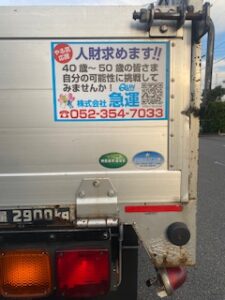 やる気
応援
人財求めます!!
40歳～50歳の皆さま
自分の可能性に挑戦して
みませんか!
株式会社 急運
☎052-354-7033
量 2900kg